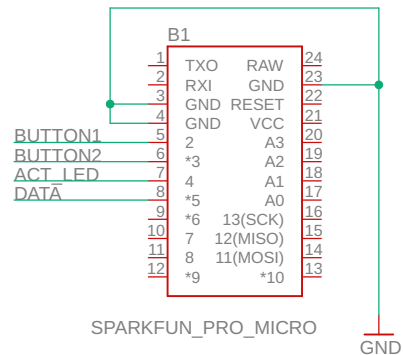 B1
1 TXO RAW 24
2 RXI GND 23
3 GND RESET 22
4 GND VCC 21
BUTTON1 5 2 A3 20
BUTTON2 6 *3 A2 19
ACT_LED 7 4 A1 18
DATA 8 *5 A0 17
9 *6 13(SCK) 16
10 7 12(MISO) 15
11 8 11(MOSI) 14
12 *9 *10 13
SPARKFUN_PRO_MICRO
GND